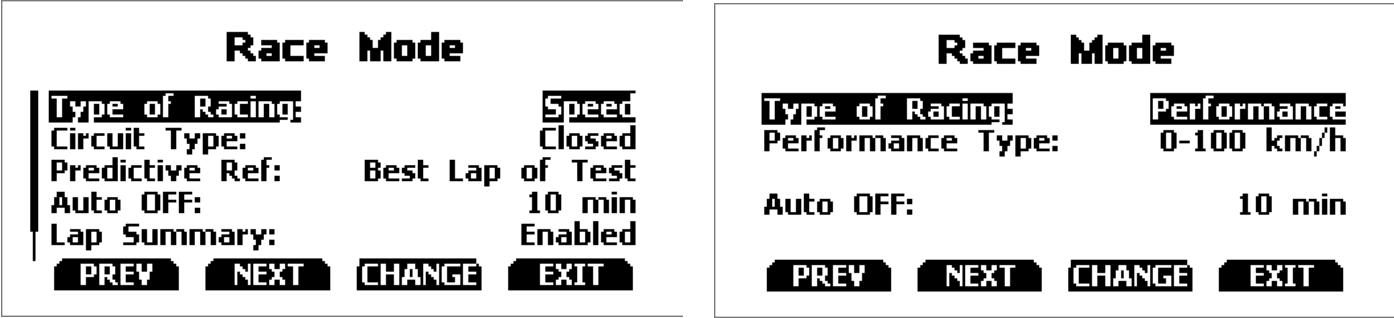 Race Mode
Type of Racing: Speed
Circuit Type: Closed
Predictive Ref: Best Lap of Test
Auto OFF: 10 min
Lap Summary: Enabled
PREV NEXT CHANGE EXIT
Race Mode
Type of Racing: Performance
Performance Type: 0-100 km/h
Auto OFF: 10 min
PREV NEXT CHANGE EXIT